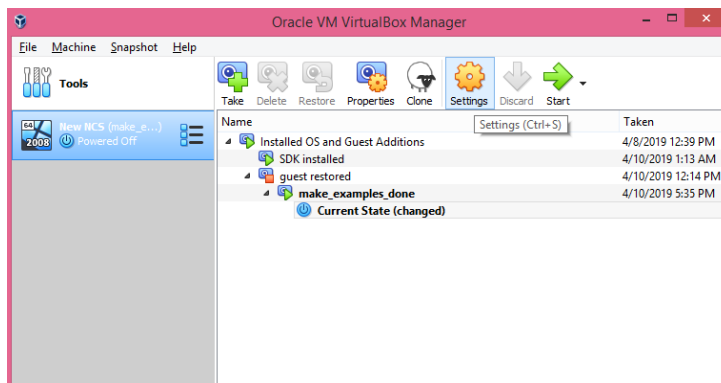 Oracle VM VirtualBox Manager
File Machine Snapshot Help
Tools
Take Delete Restore Properties Clone Settings Discard Start
New NCS (make_e...)
Powered Off
64
2008
Name Taken
Settings (Ctrl+S)
Installed OS and Guest Additions 4/8/2019 12:39 PM
SDK installed 4/10/2019 1:13 AM
guest restored 4/10/2019 12:14 PM
make_examples_done 4/10/2019 5:35 PM
Current State (changed)